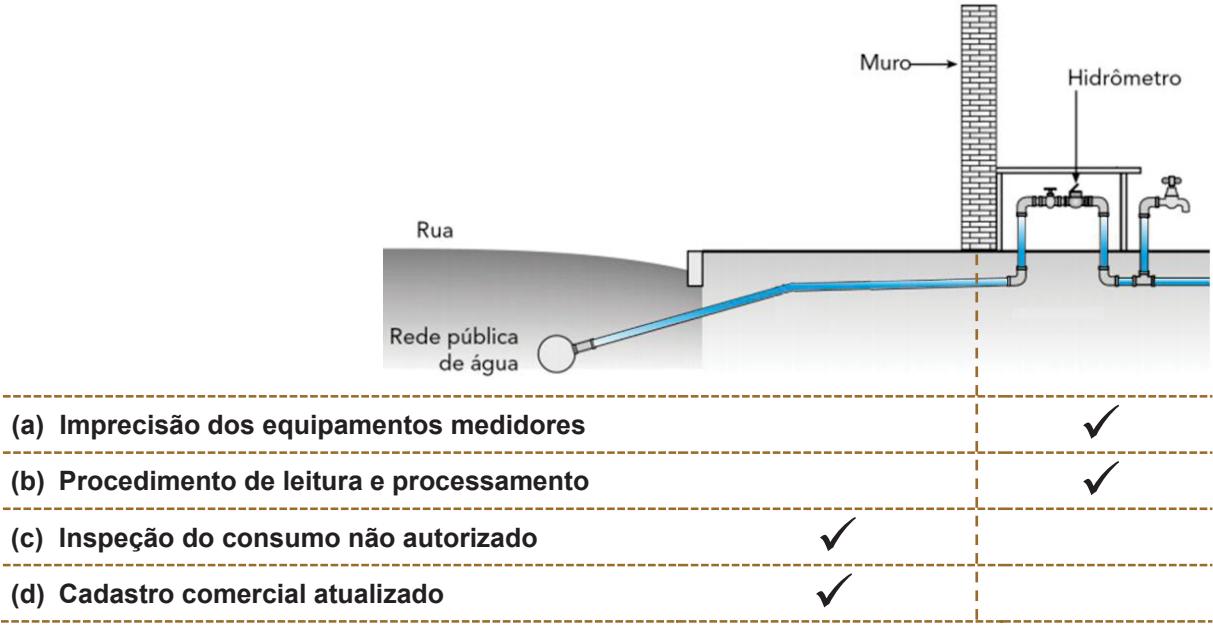 Muro
Hidrômetro
Rua
Rede pública
de água
(a) Imprecisão dos equipamentos medidores ✓
(b) Procedimento de leitura e processamento ✓
(c) Inspeção do consumo não autorizado ✓
(d) Cadastro comercial atualizado ✓